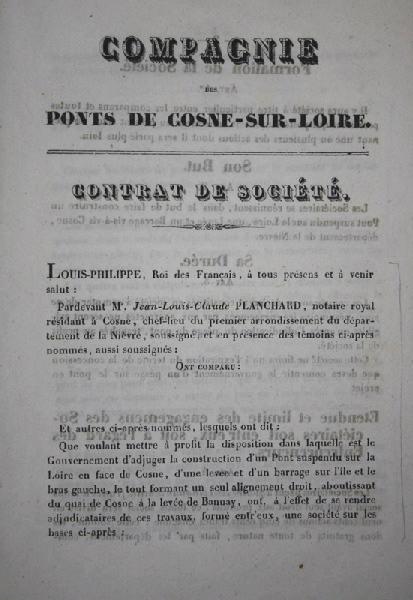 COMPAGNIE
des
PONTS DE COSNE-SUR-LOIRE.
CONTRAT DE SOCIÉTÉ.
LOUIS-PHILIPPE, Roi des Français, à tous présens et à venir
salut :
Pardevant Me. Jean-Louis-Claude PLANCHARD, notaire royal
résidant à Cosne, chef-lieu du premier arrondissement du dépar-
tement de la Nièvre, soussigné, et en présence des témoins ci-après
nommés, aussi soussignés :
ONT COMPARU :
Et autres ci-après nommés, lesquels ont dit :
Que voulant mettre à profit la disposition dans laquelle est le
Gouvernement d'adjuger la construction d'un Pont suspendu sur la
Loire en face de Cosne, d'une levée et d'un barrage sur l'île et le
bras gauche, le tout formant un seul alignement droit, aboutissant
du quai de Cosne à la levée de Bannay, ont, à l'effet de se rendre
adjudicataires de ces travaux, formé entr'eux, une société sur les
bases ci-après :